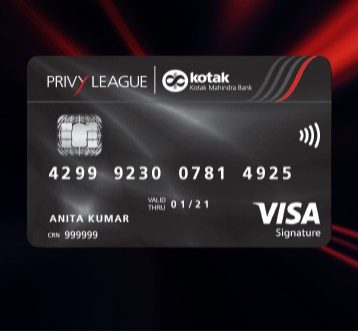 PRIVY LEAGUE
kotak
Kotak Mahindra Bank
4299 9230 0781 4925
VALID THRU 01/21
ANITA KUMAR
CRN 999999
VISA
Signature